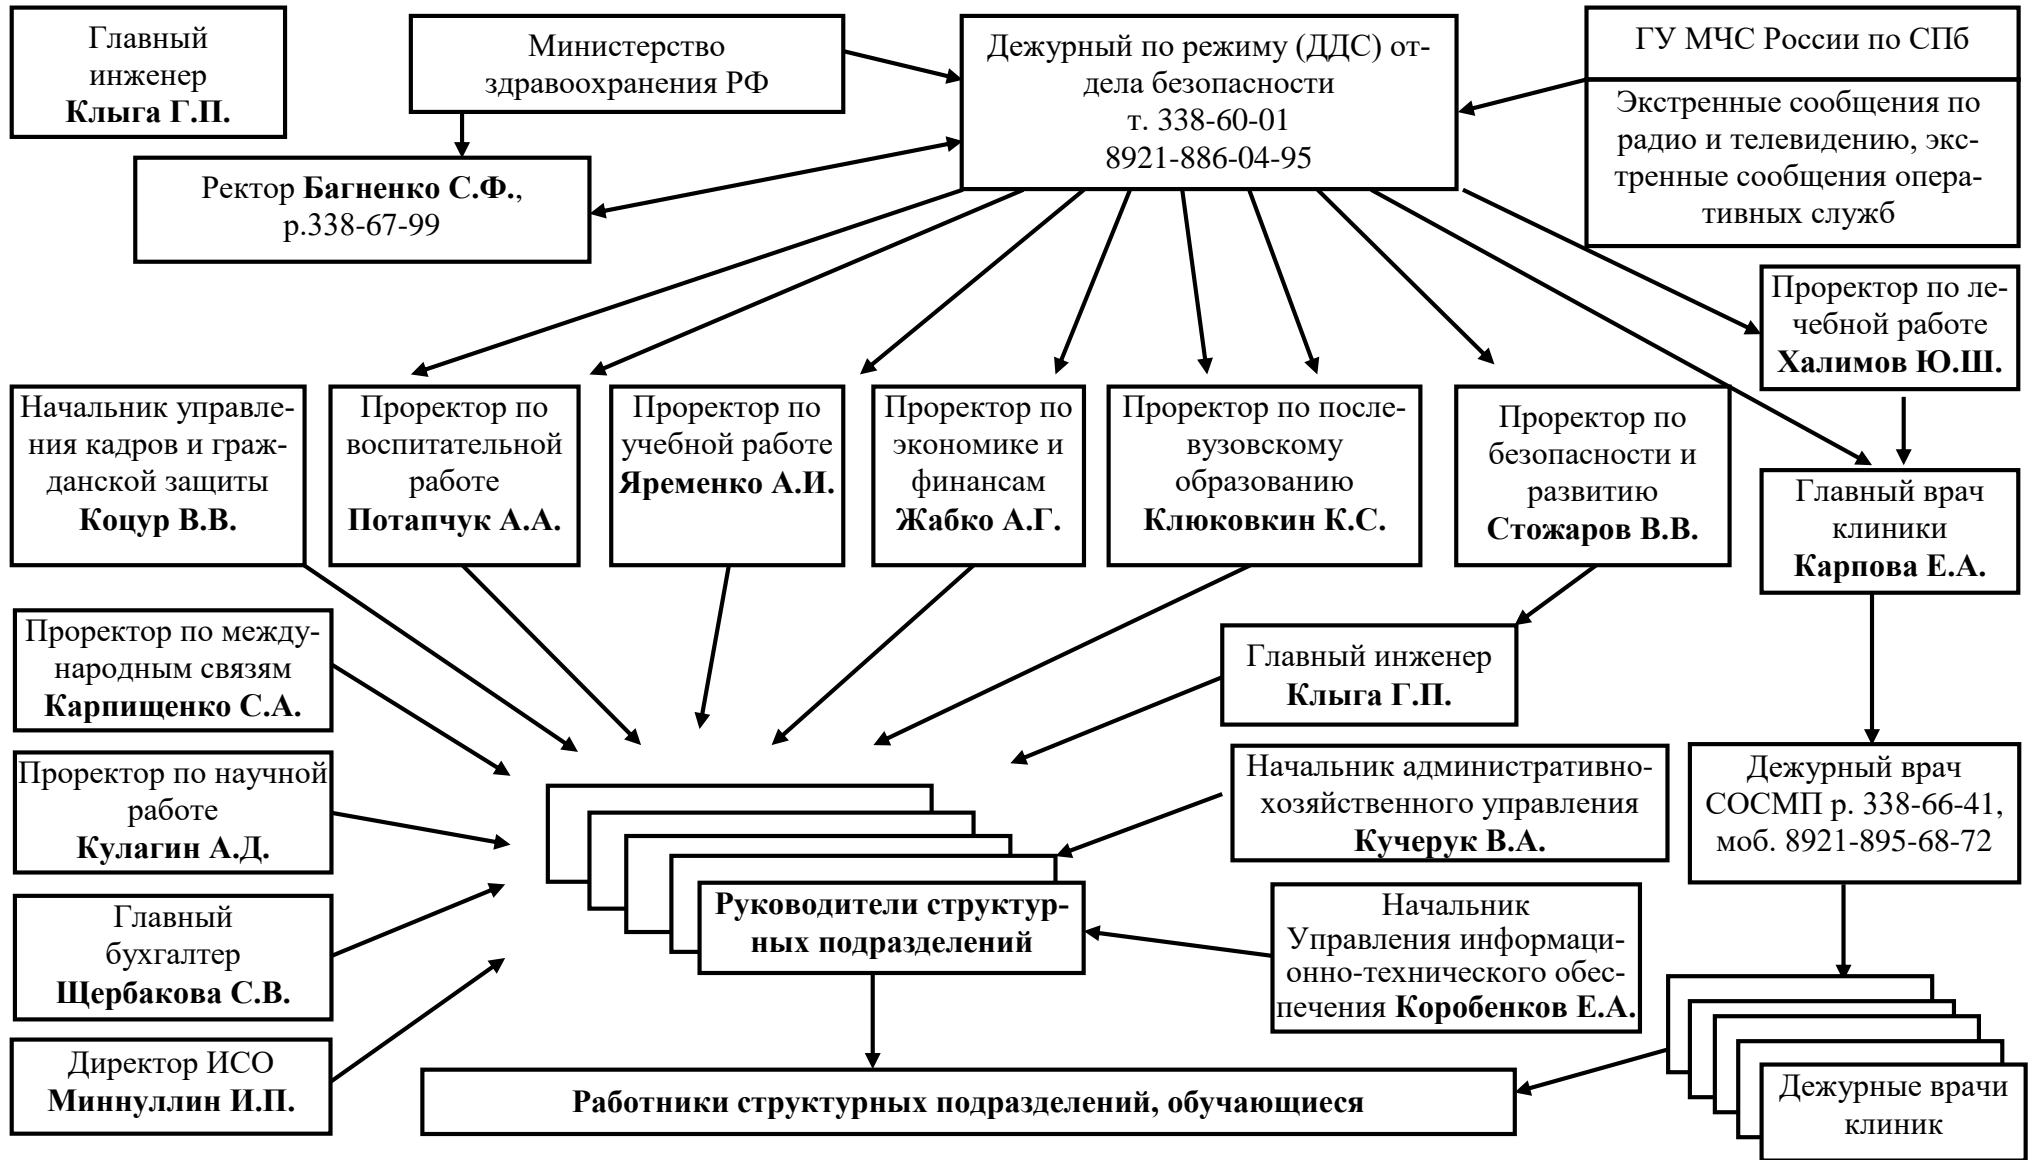 Главный
инженер
Клыга Г.П.
Министерство
здравоохранения РФ
Дежурный по режиму (ДДС) от-
дела безопасности
т. 338-60-01
8921-886-04-95
ГУ МЧС России по СПб
Экстренные сообщения по
радио и телевидению, экс-
тренные сообщения опера-
тивных служб
Ректор Багненко С.Ф.,
р.338-67-99
Проректор по ле-
чебной работе
Халимов Ю.Ш.
Начальник управле-
ния кадров и граж-
данской защиты
Коцур В.В.
Проректор по
воспитательной
работе
Потапчук А.А.
Проректор по
учебной работе
Яременко А.И.
Проректор по
экономике и
финансам
Жабко А.Г.
Проректор по после-
вузовскому
образованию
Клюковкин К.С.
Проректор по
безопасности и
развитию
Стожаров В.В.
Главный врач
клиники
Карпова Е.А.
Проректор по между-
народным связям
Карпищенко С.А.
Главный инженер
Клыга Г.П.
Проректор по научной
работе
Кулагин А.Д.
Начальник административно-
хозяйственного управления
Кучерук В.А.
Дежурный врач
СОСМП р. 338-66-41,
моб. 8921-895-68-72
Главный
бухгалтер
Щербакова С.В.
Руководители структур-
ных подразделений
Начальник
Управления информаци-
онно-технического обес-
печения Коробенков Е.А.
Директор ИСО
Миннуллин И.П.
Работники структурных подразделений, обучающиеся
Дежурные врачи
клиник